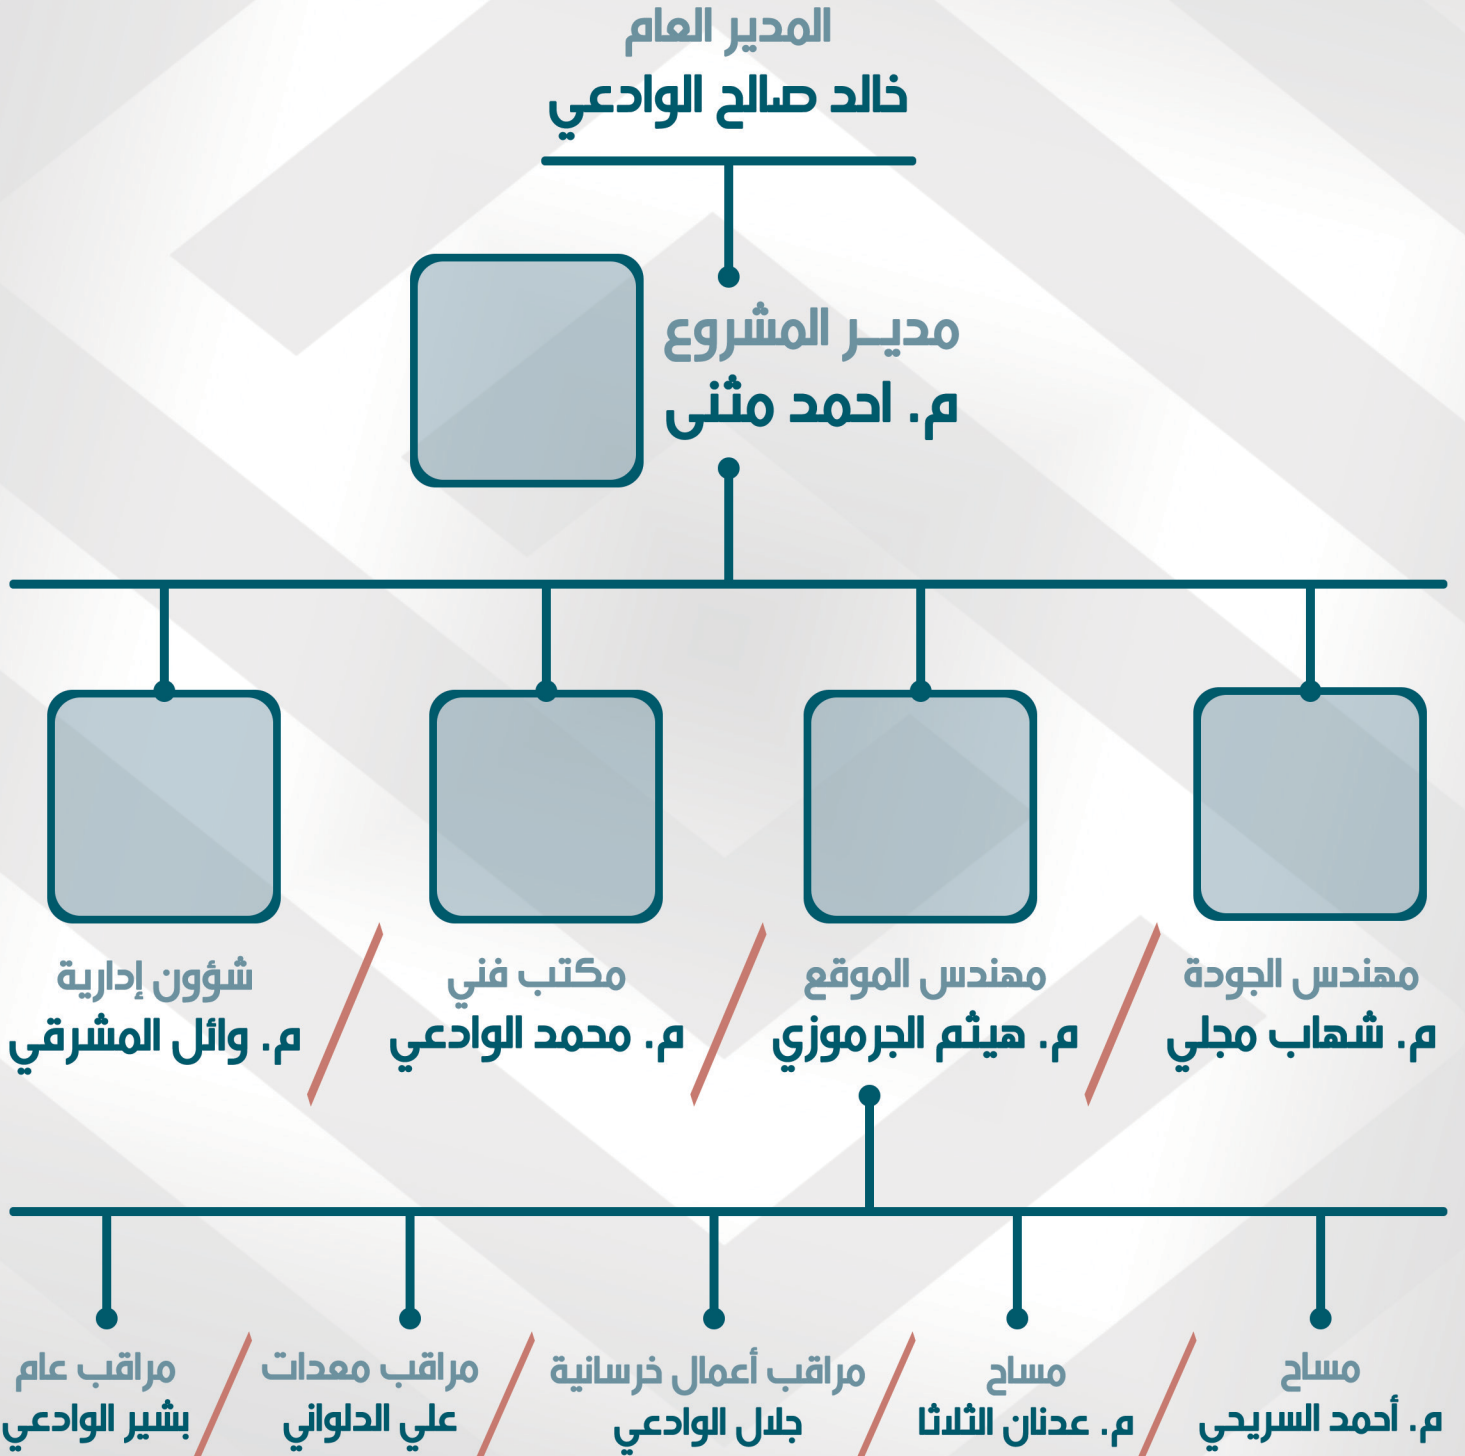 المدير العام
خالد صالح الوادعي
مديــر المشروع
م. احمد مثنى
مهندس الجودة
م. شهاب مجلي
مهندس الموقع
م. هيثم الجرموزي
مكتب فني
م. محمد الوادعي
شؤون إدارية
م. وائل المشرقي
مساح
م. أحمد السريحي
مساح
م. عدنان الثلاثا
مراقب أعمال خرسانية
جلال الوادعي
مراقب معدات
علي الدلواني
مراقب عام
بشير الوادعي